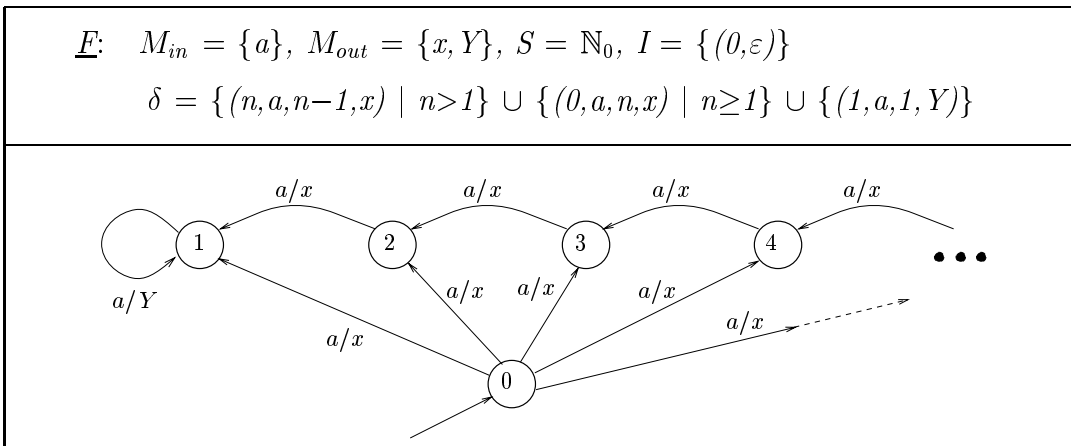 F: M_in = {a}, M_out = {x, Y}, S = ℕ₀, I = {(0,ε)}
δ = {(n,a,n−1,x) | n>1} ∪ {(0,a,n,x) | n≥1} ∪ {(1,a,1,Y)}
a/x a/x a/x a/x
1 2 3 4 •••
a/Y a/x a/x a/x
a/x a/x
0